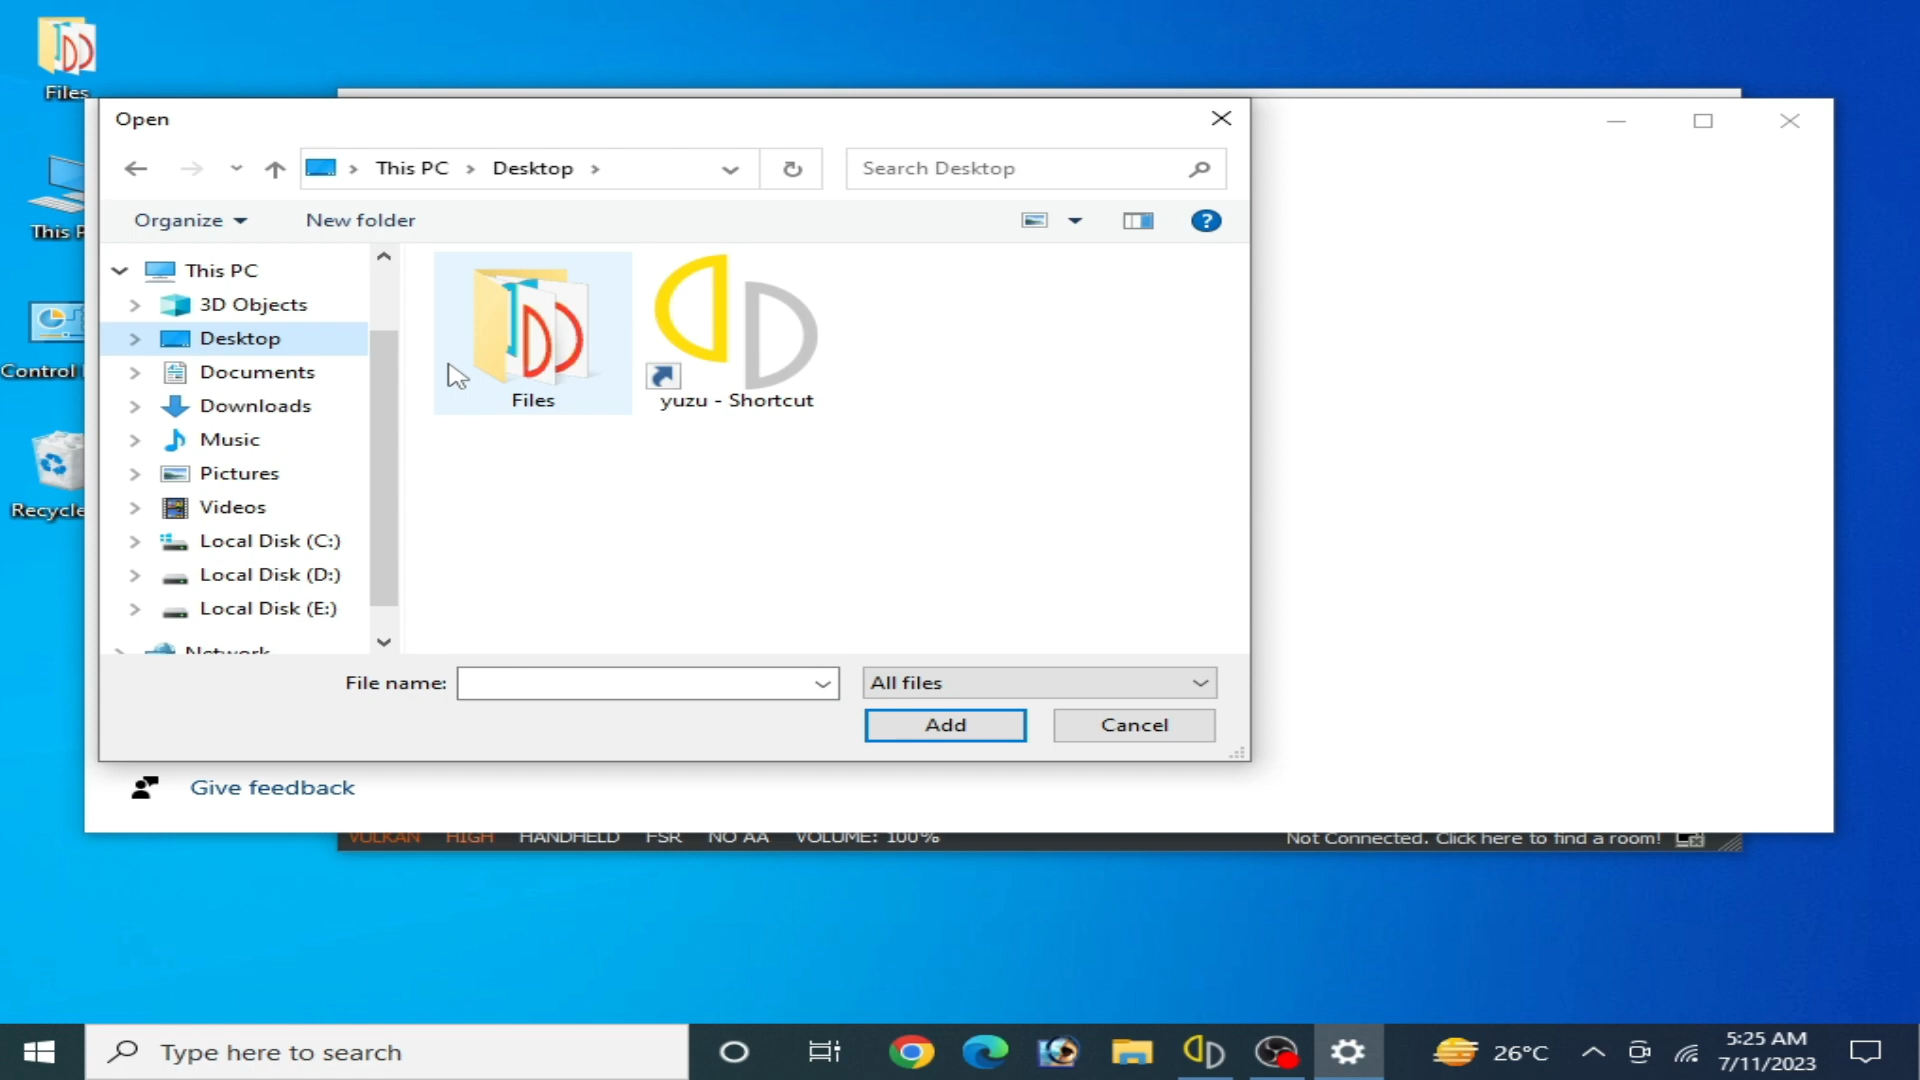 Files
This P
Control
Recycle
Open
This PC
Desktop
Search Desktop
Organize
New folder
This PC
3D Objects
Desktop
Documents
Downloads
Music
Pictures
Videos
Local Disk (C:)
Local Disk (D:)
Local Disk (E:)
Network
Files
yuzu - Shortcut
File name:
All files
Add
Cancel
Give feedback
VULKAN HIGH HANDHELD FSR NO AA VOLUME: 100%
Not Connected. Click here to find a room!
Type here to search
26°C
5:25 AM
7/11/2023